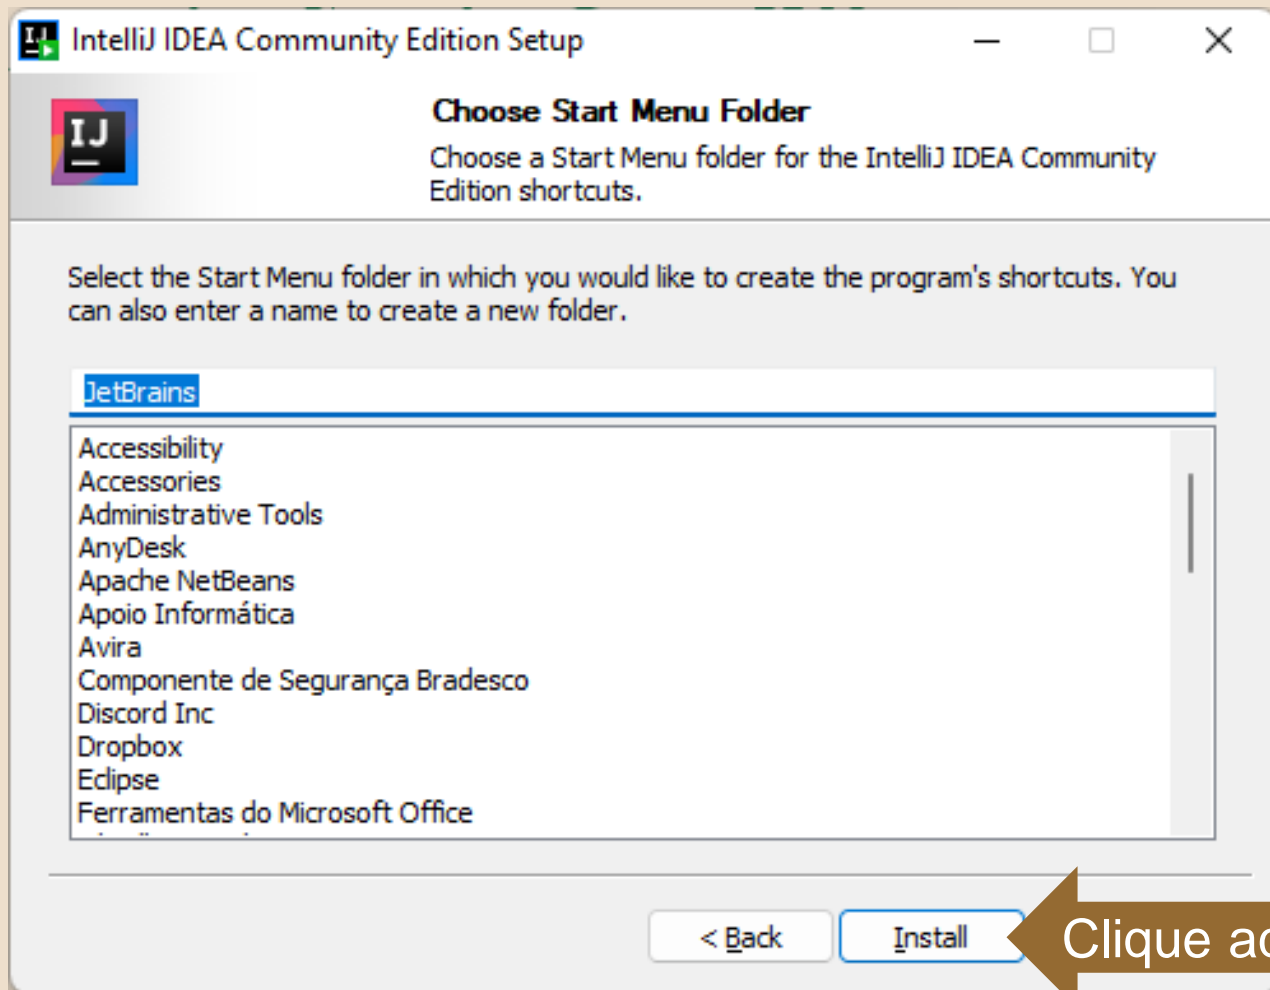 IntelliJ IDEA Community Edition Setup
IJ
Choose Start Menu Folder
Choose a Start Menu folder for the IntelliJ IDEA Community
Edition shortcuts.
Select the Start Menu folder in which you would like to create the program's shortcuts. You
can also enter a name to create a new folder.
JetBrains
Accessibility
Accessories
Administrative Tools
AnyDesk
Apache NetBeans
Apoio Informática
Avira
Componente de Segurança Bradesco
Discord Inc
Dropbox
Eclipse
Ferramentas do Microsoft Office
< Back
Install
Clique